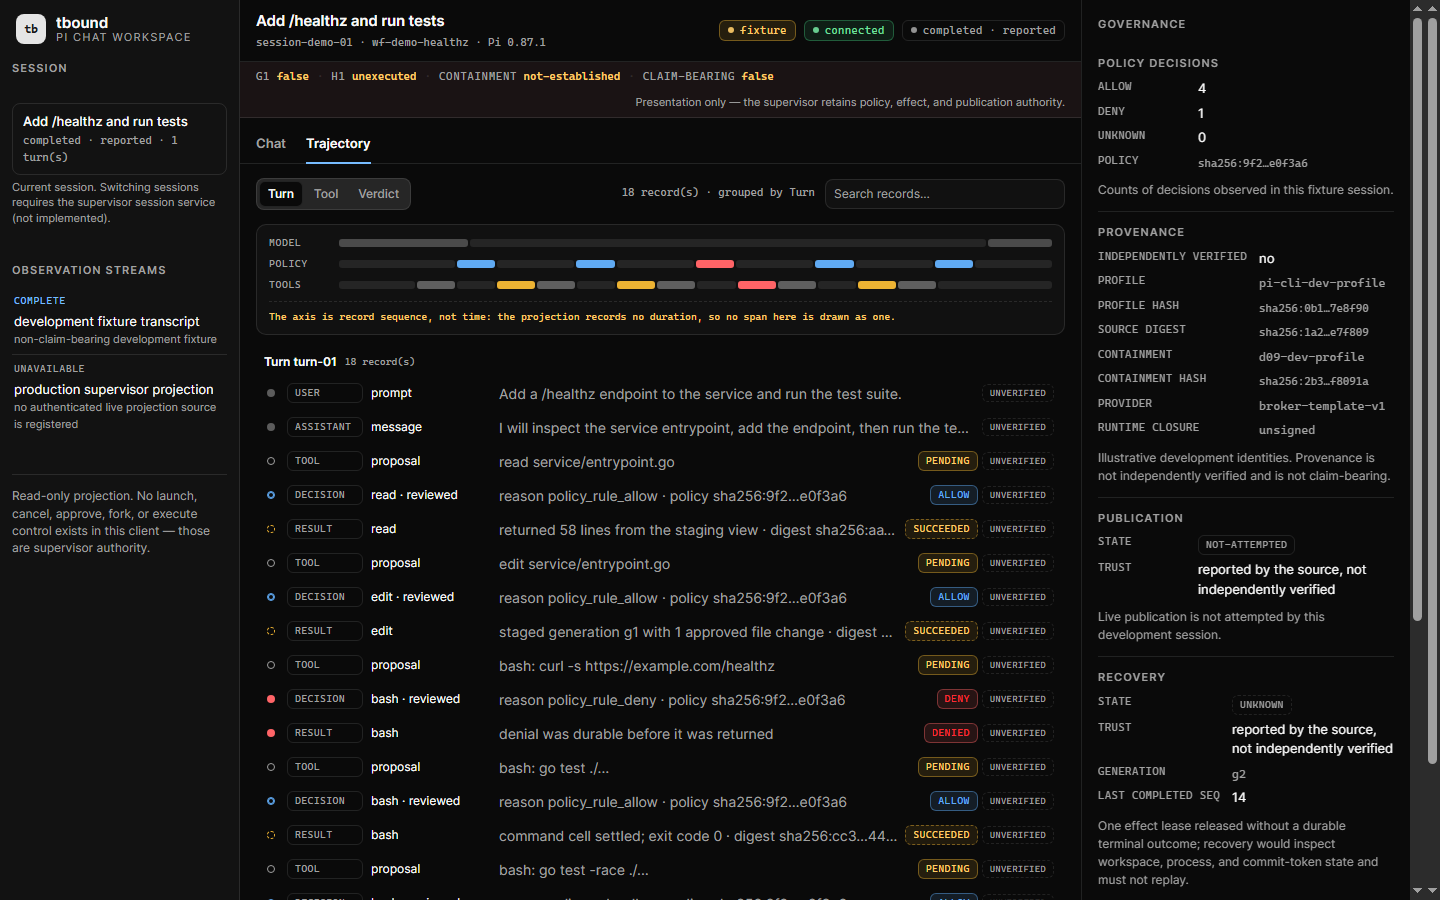 tb
tbound
PI CHAT WORKSPACE
SESSION
Add /healthz and run tests
completed · reported · 1
turn(s)
Current session. Switching sessions
requires the supervisor session service
(not implemented).
OBSERVATION STREAMS
COMPLETE
development fixture transcript
non-claim-bearing development fixture
UNAVAILABLE
production supervisor projection
no authenticated live projection source
is registered
Read-only projection. No launch,
cancel, approve, fork, or execute
control exists in this client — those
are supervisor authority.
Add /healthz and run tests
session-demo-01 · wf-demo-healthz · Pi 0.87.1
fixture
connected
completed · reported
G1 false · H1 unexecuted · CONTAINMENT not-established · CLAIM-BEARING false
Presentation only — the supervisor retains policy, effect, and publication authority.
Chat Trajectory
Turn Tool Verdict
18 record(s) · grouped by Turn
Search records...
MODEL
POLICY
TOOLS
The axis is record sequence, not time: the projection records no duration, so no span here is drawn as one.
Turn turn-01 18 record(s)
USER prompt Add a /healthz endpoint to the service and run the test suite. UNVERIFIED
ASSISTANT message I will inspect the service entrypoint, add the endpoint, then run the te... UNVERIFIED
TOOL proposal read service/entrypoint.go PENDING UNVERIFIED
DECISION read · reviewed reason policy_rule_allow · policy sha256:9f2…e0f3a6 ALLOW UNVERIFIED
RESULT read returned 58 lines from the staging view · digest sha256:aa... SUCCEEDED UNVERIFIED
TOOL proposal edit service/entrypoint.go PENDING UNVERIFIED
DECISION edit · reviewed reason policy_rule_allow · policy sha256:9f2…e0f3a6 ALLOW UNVERIFIED
RESULT edit staged generation g1 with 1 approved file change · digest ... SUCCEEDED UNVERIFIED
TOOL proposal bash: curl -s https://example.com/healthz PENDING UNVERIFIED
DECISION bash · reviewed reason policy_rule_deny · policy sha256:9f2…e0f3a6 DENY UNVERIFIED
RESULT bash denial was durable before it was returned DENIED UNVERIFIED
TOOL proposal bash: go test ./... PENDING UNVERIFIED
DECISION bash · reviewed reason policy_rule_allow · policy sha256:9f2…e0f3a6 ALLOW UNVERIFIED
RESULT bash command cell settled; exit code 0 · digest sha256:cc3…44... SUCCEEDED UNVERIFIED
TOOL proposal bash: go test -race ./... PENDING UNVERIFIED
GOVERNANCE
POLICY DECISIONS
ALLOW 4
DENY 1
UNKNOWN 0
POLICY sha256:9f2…e0f3a6
Counts of decisions observed in this fixture session.
PROVENANCE
INDEPENDENTLY VERIFIED no
PROFILE pi-cli-dev-profile
PROFILE HASH sha256:0b1…7e8f90
SOURCE DIGEST sha256:1a2…e7f809
CONTAINMENT d09-dev-profile
CONTAINMENT HASH sha256:2b3…f8091a
PROVIDER broker-template-v1
RUNTIME CLOSURE unsigned
Illustrative development identities. Provenance is
not independently verified and is not claim-bearing.
PUBLICATION
STATE NOT-ATTEMPTED
TRUST reported by the source, not
independently verified
Live publication is not attempted by this
development session.
RECOVERY
STATE UNKNOWN
TRUST reported by the source,
not independently verified
GENERATION g2
LAST COMPLETED SEQ 14
One effect lease released without a durable
terminal outcome; recovery would inspect
workspace, process, and commit-token state and
must not replay.